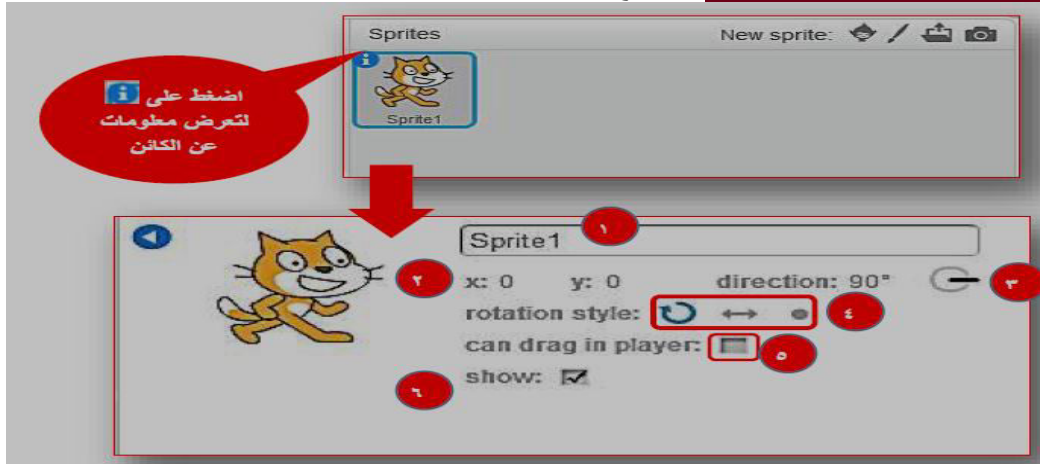 Sprites New sprite:
اضغط على i
لتعرض معلومات
عن الكائن
Sprite1
Sprite1 ١
٢ x: 0 y: 0 direction: 90° ٣
rotation style: ٤
can drag in player: ٥
٦ show: